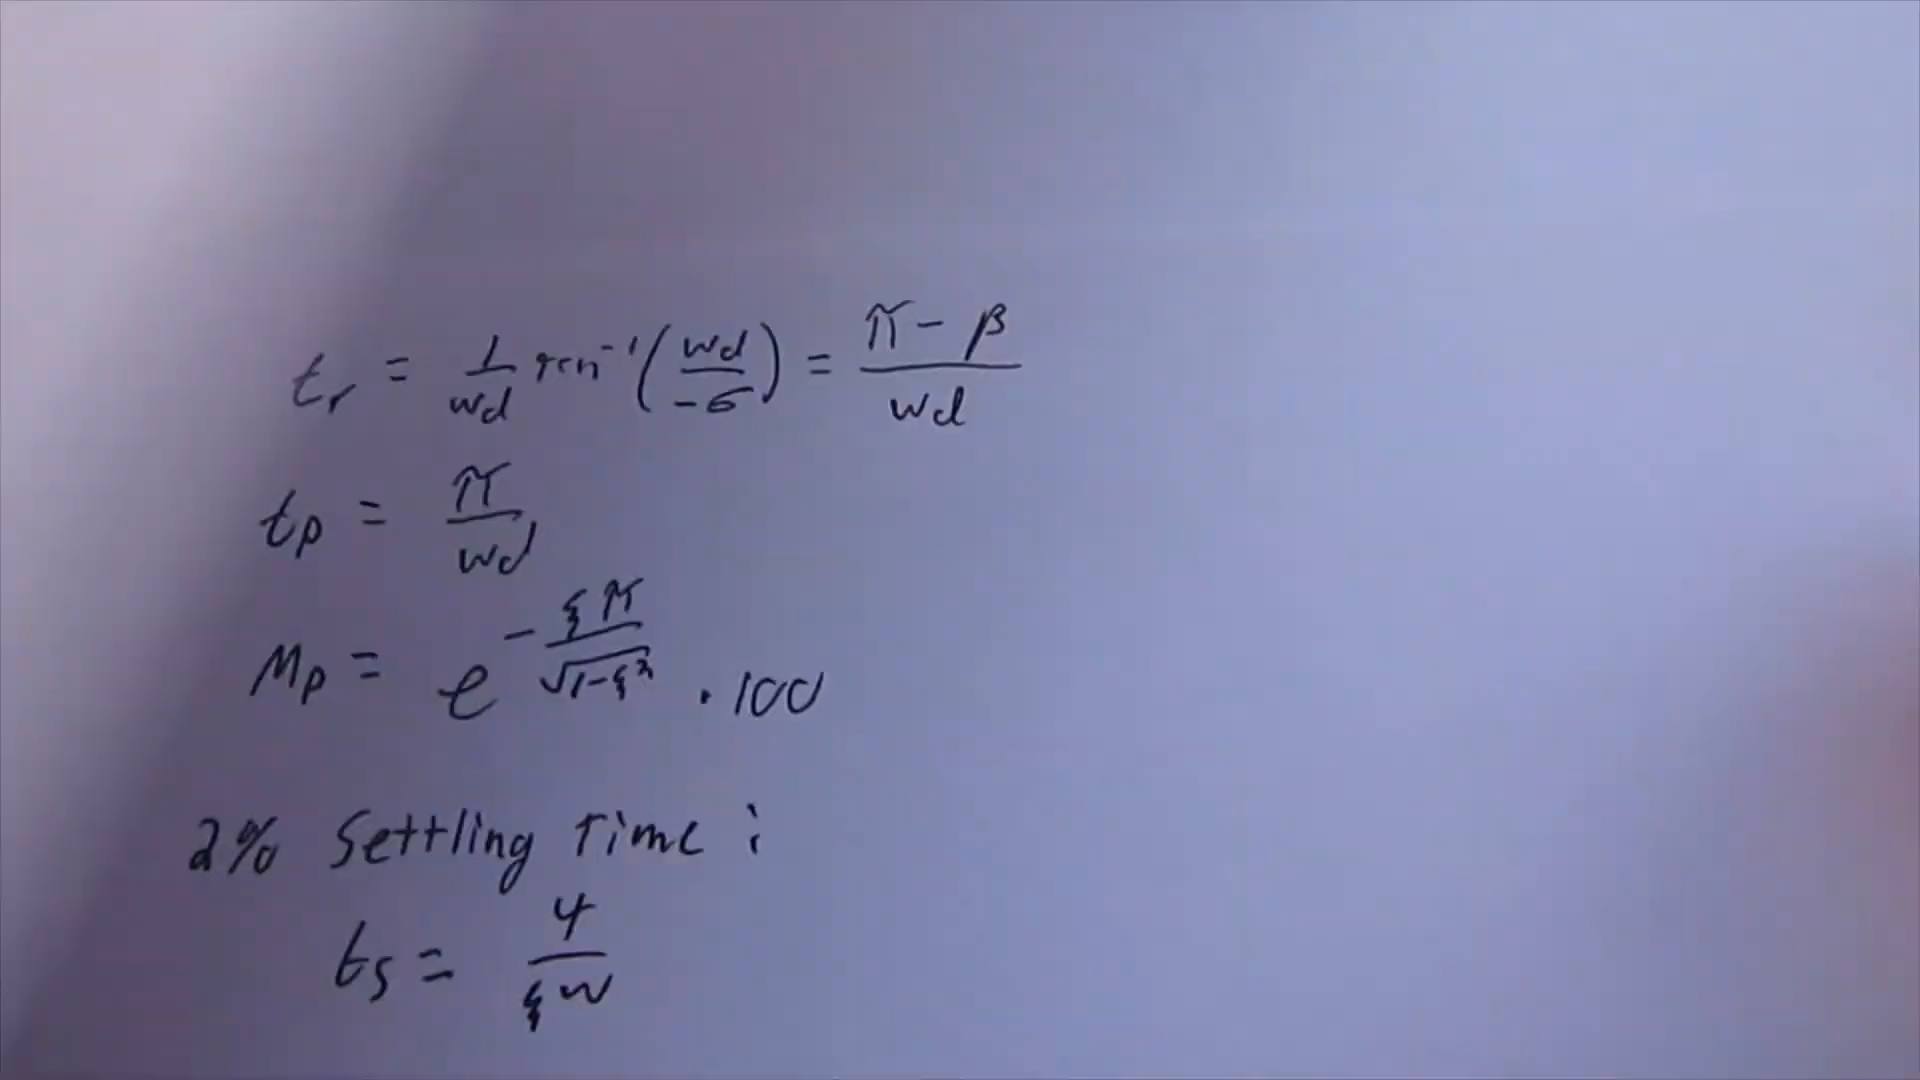 tr = 1/wd tan⁻¹(wd/-σ) = π - β/wd
tp = π/wd
Mp = e^(-ξπ/√1-ξ²) · 100
2% Settling Time :
ts = 4/ξw